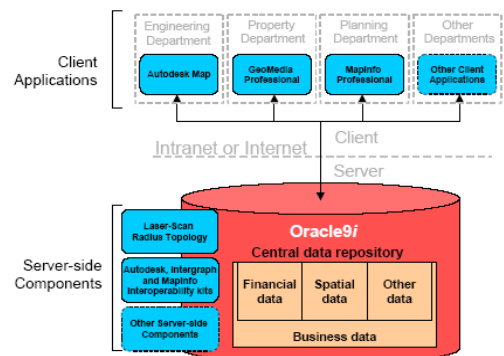 Engineering
Department
Property
Department
Planning
Department
Other
Departments
Client
Applications
Autodesk Map
GeoMedia
Professional
MapInfo
Professional
Other Client
Applications
Client
Intranet or Internet
Server
Server-side
Components
Laser-Scan
Radius Topology
Autodesk, Intergraph
and MapInfo
Interoperability kits
Other Server-side
Components
Oracle9i
Central data repository
Financial
data
Spatial
data
Other
data
Business data